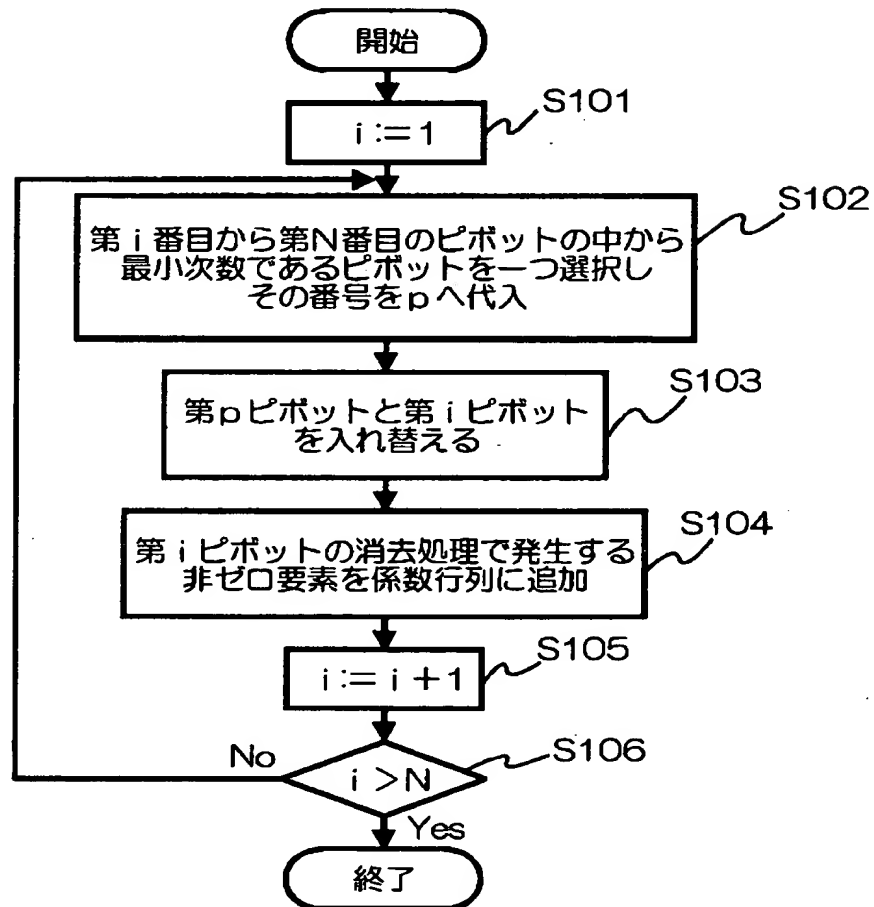 開始
S101
i:=1
S102
第i番目から第N番目のピボットの中から
最小次数であるピボットを一つ選択し
その番号をpへ代入
S103
第pピボットと第iピボット
を入れ替える
S104
第iピボットの消去処理で発生する
非ゼロ要素を係数行列に追加
S105
i:=i+1
S106
No
i>N
Yes
終了